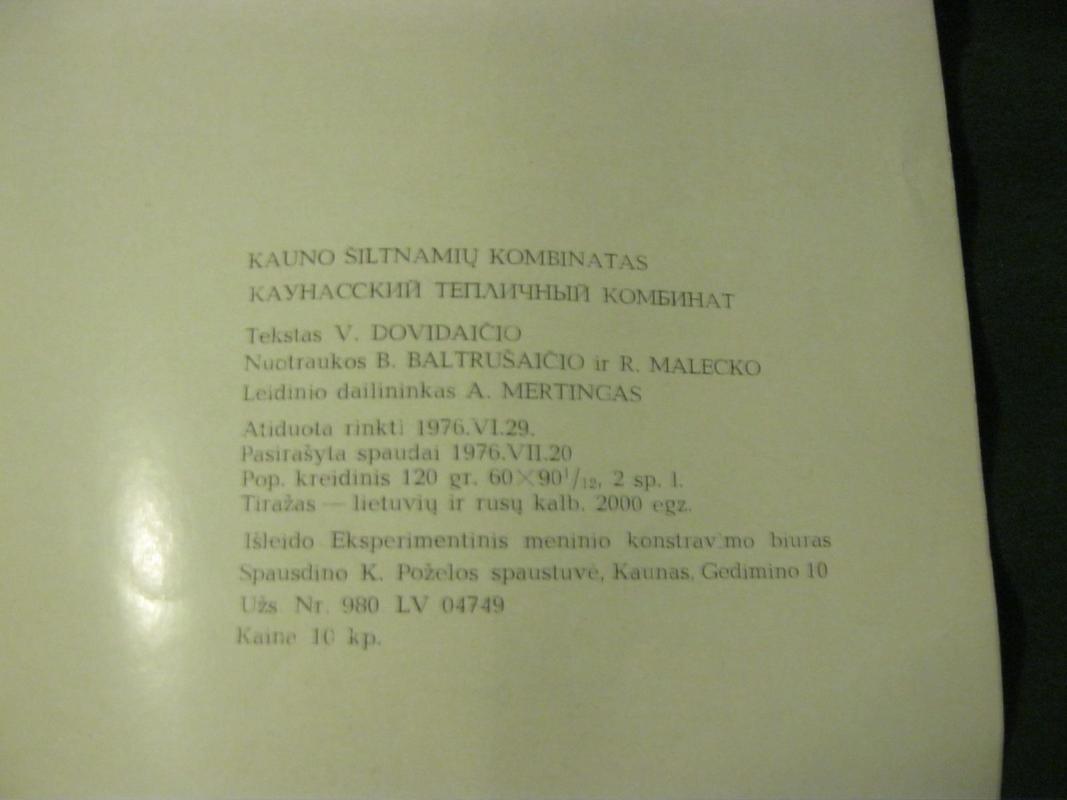 KAUNO ŠILTNAMIŲ KOMBINATAS
КАУНАССКИЙ ТЕПЛИЧНЫЙ КОМБИНАТ
Tekstas V. DOVIDAIČIO
Nuotraukos B. BALTRUŠAIČIO ir R. MALECKO
Leidinio dailininkas A. MERTINGAS
Atiduota rinkti 1976.VI.29.
Pasirašyta spaudai 1976.VII.20
Pop. kreidinis 120 gr. 60×90¹/₁₂, 2 sp. l.
Tiražas — lietuvių ir rusų kalb. 2000 egz.
Išleido Eksperimentinis meninio konstravimo biuras
Spausdino K. Poželos spaustuvė, Kaunas, Gedimino 10
Užs. Nr. 980 LV 04749
Kaina 10 kp.